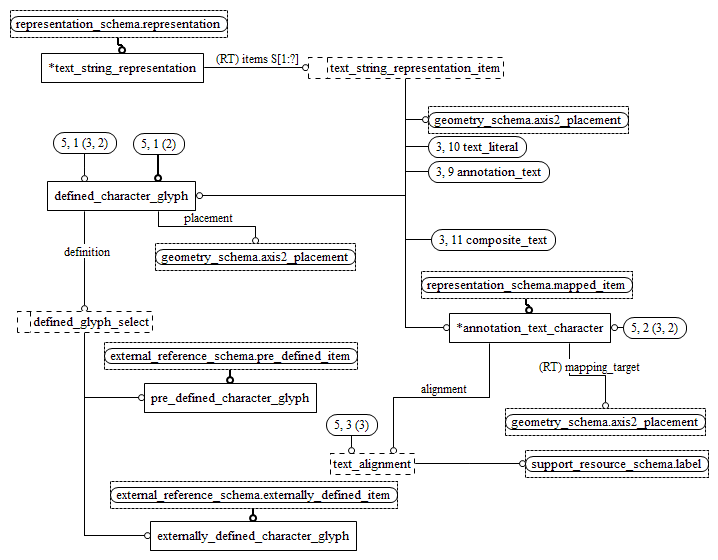 representation_schema.representation
*text_string_representation
(RT) items S[1:?]
text_string_representation_item
geometry_schema.axis2_placement
5, 1 (3, 2)
5, 1 (2)
3, 10 text_literal
3, 9 annotation_text
defined_character_glyph
placement
3, 11 composite_text
definition
geometry_schema.axis2_placement
representation_schema.mapped_item
defined_glyph_select
*annotation_text_character
5, 2 (3, 2)
external_reference_schema.pre_defined_item
(RT) mapping_target
alignment
pre_defined_character_glyph
5, 3 (3)
geometry_schema.axis2_placement
text_alignment
support_resource_schema.label
external_reference_schema.externally_defined_item
externally_defined_character_glyph